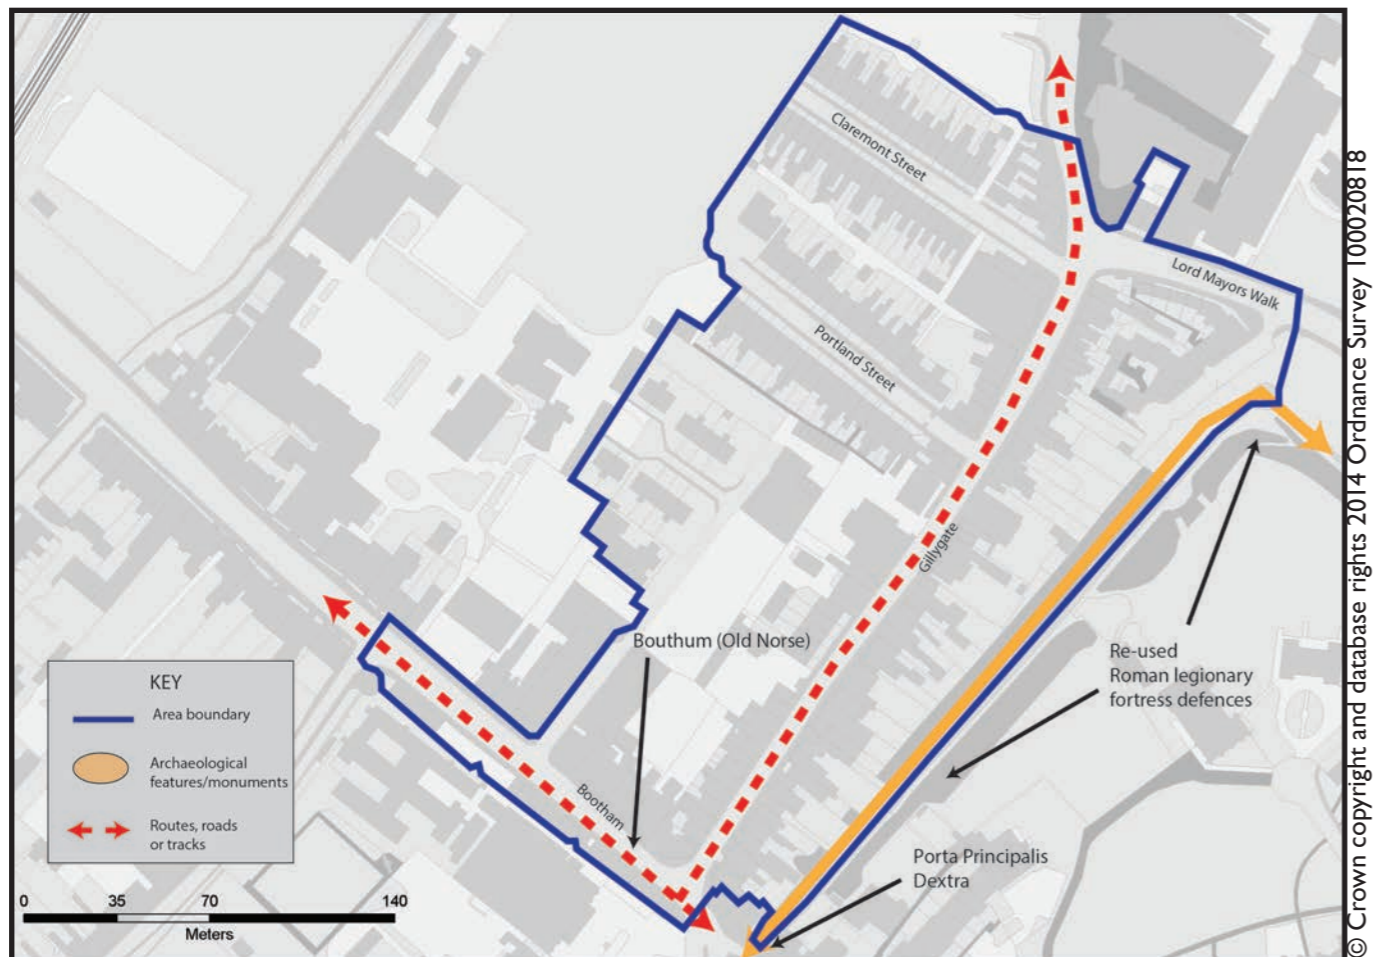 Claremont Street
Lord Mayors Walk
Portland Street
Gillygate
Bouthum (Old Norse)
Re-used
Roman legionary
fortress defences
Bootham
Porta Principalis
Dextra
KEY
Area boundary
Archaeological
features/monuments
Routes, roads
or tracks
0 35 70 140
Meters
© Crown copyright and database rights 2014 Ordnance Survey 100020818